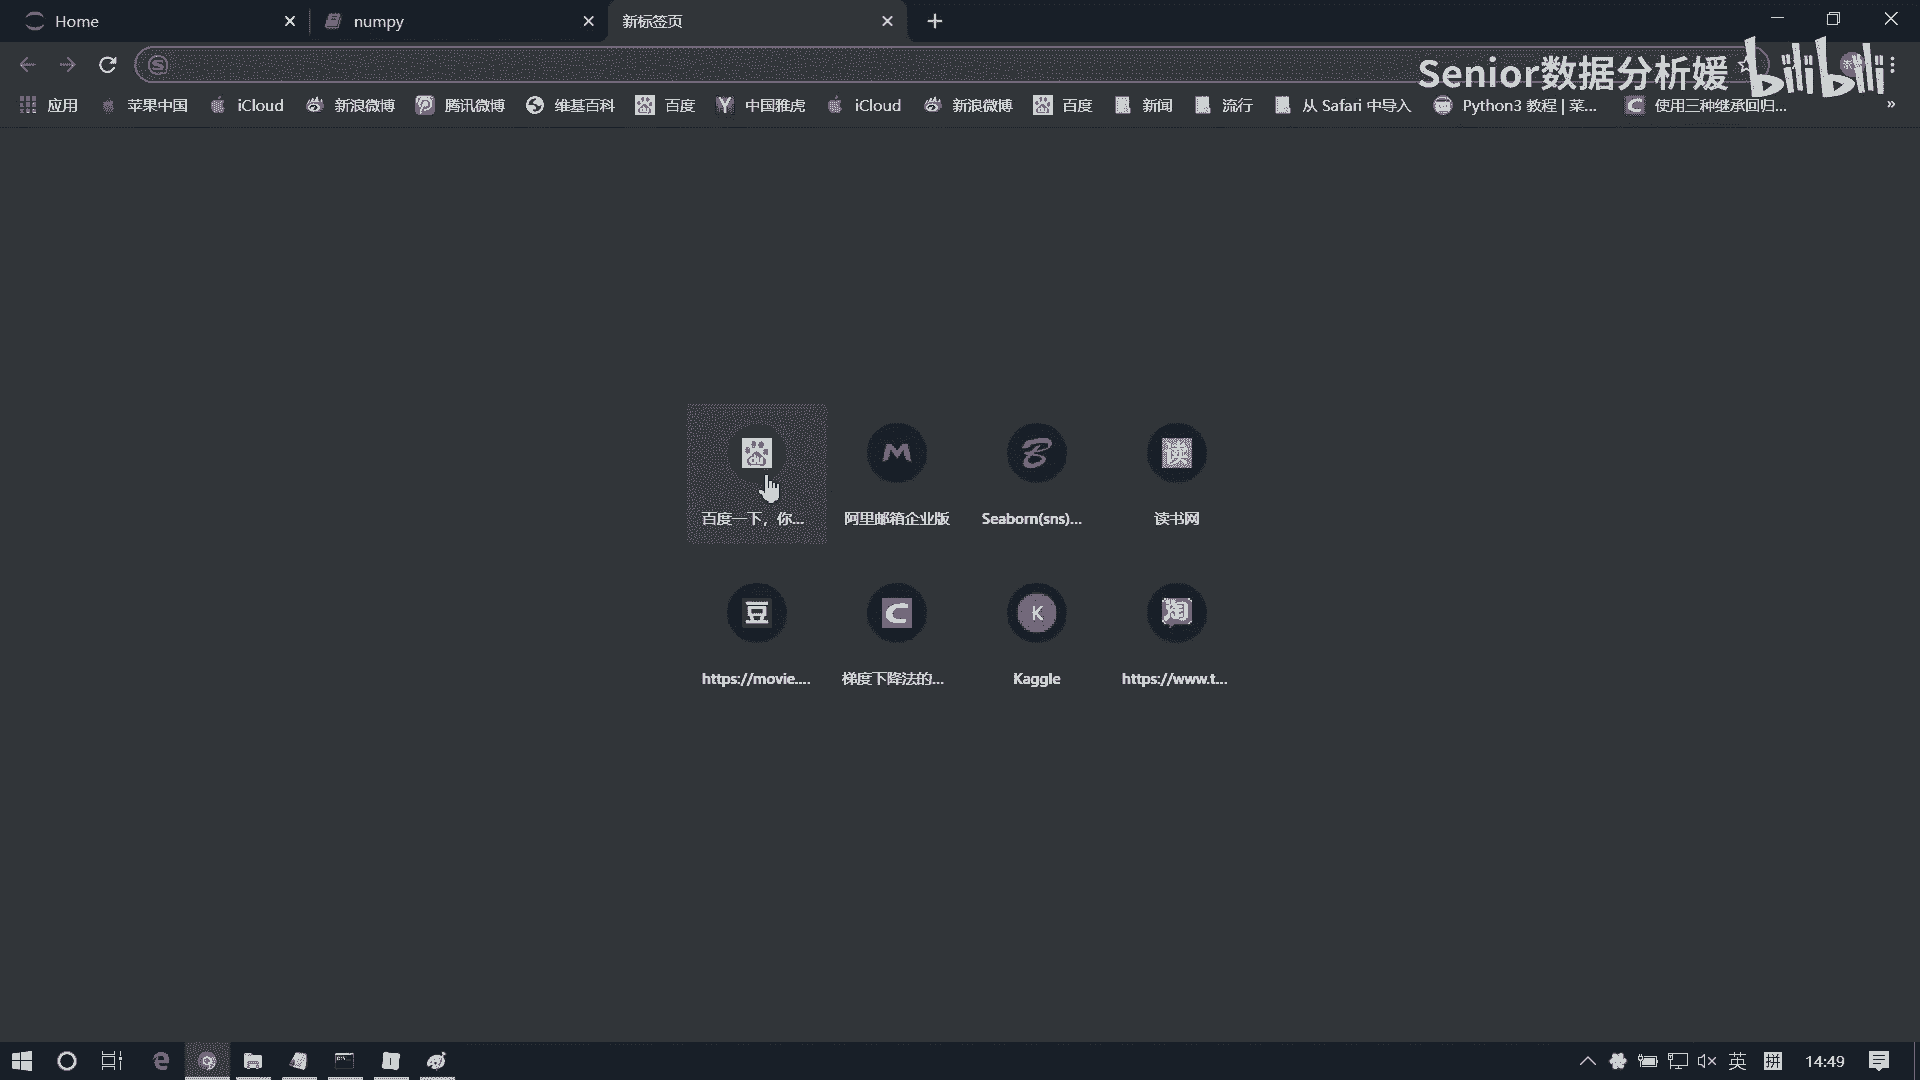 Home
numpy
新标签页
Senior数据分析媛 bilibili
应用
苹果中国
iCloud
新浪微博
腾讯微博
维基百科
百度
中国雅虎
iCloud
新浪微博
百度
新闻
流行
从 Safari 中导入
Python3 教程 | 菜...
使用三种继承回归...
百度一下，你...
阿里邮箱企业版
Seaborn(sns)...
读书网
https://movie....
梯度下降法的...
Kaggle
https://www.t...
读
豆
C
K
淘
英
拼
14:49